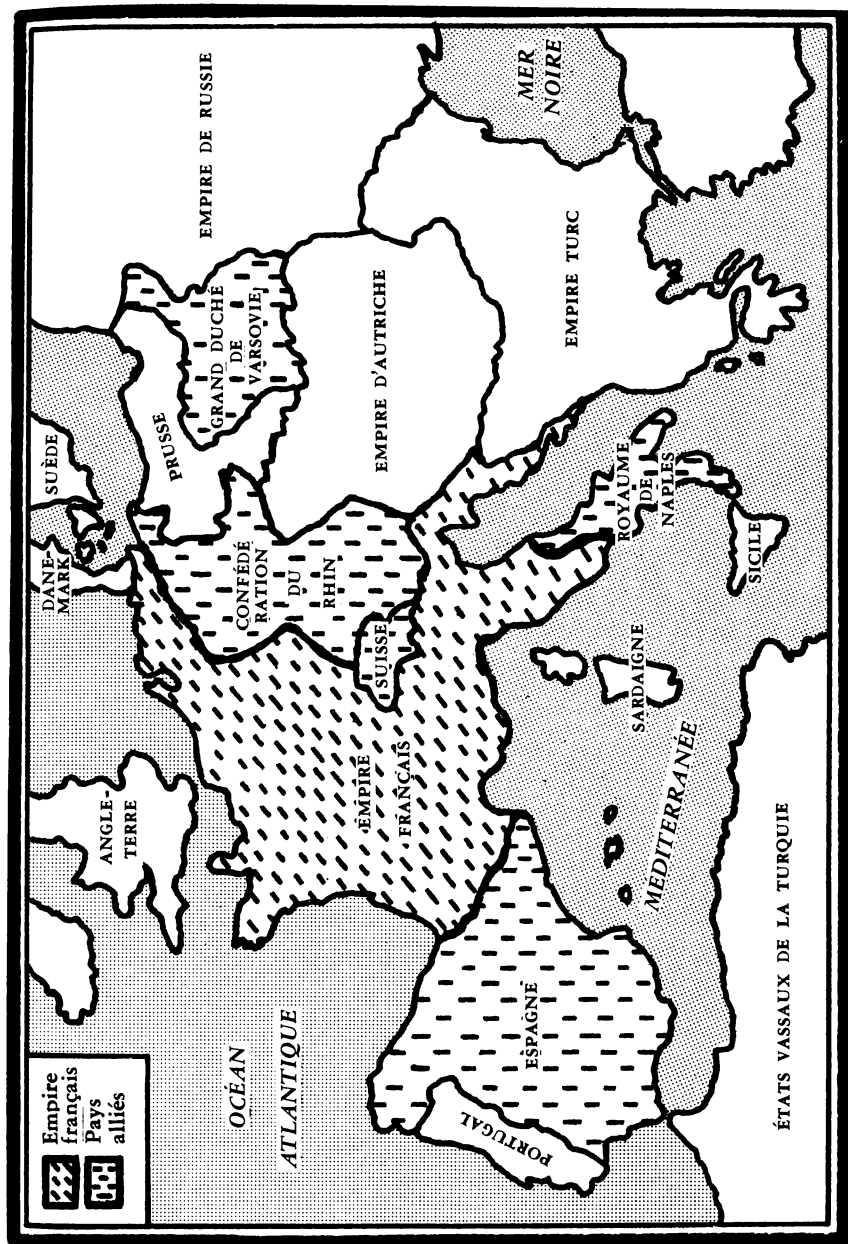 Empire
français
Pays
alliés
OCÉAN
ATLANTIQUE
ANGLE-
TERRE
DANE-
MARK
SUÈDE
EMPIRE DE RUSSIE
PRUSSE
GRAND DUCHÉ
DE
VARSOVIE
CONFÉDÉ
RATION
DU
RHIN
SUISSE
EMPIRE
FRANÇAIS
EMPIRE D'AUTRICHE
MER
NOIRE
EMPIRE TURC
ESPAGNE
PORTUGAL
ROYAUME
DE
NAPLES
SARDAIGNE
SICILE
MEDITERRANÉE
ÉTATS VASSAUX DE LA TURQUIE